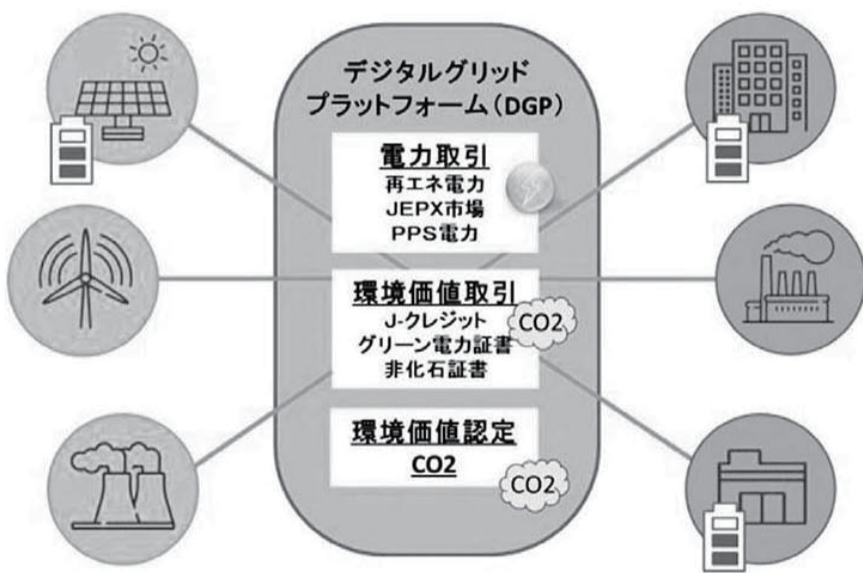 デジタルグリッド
プラットフォーム（DGP）
電力取引
再エネ電力
JEPX市場
PPS電力
環境価値取引
J-クレジット
グリーン電力証書
非化石証書
CO2
環境価値認定
CO2
CO2